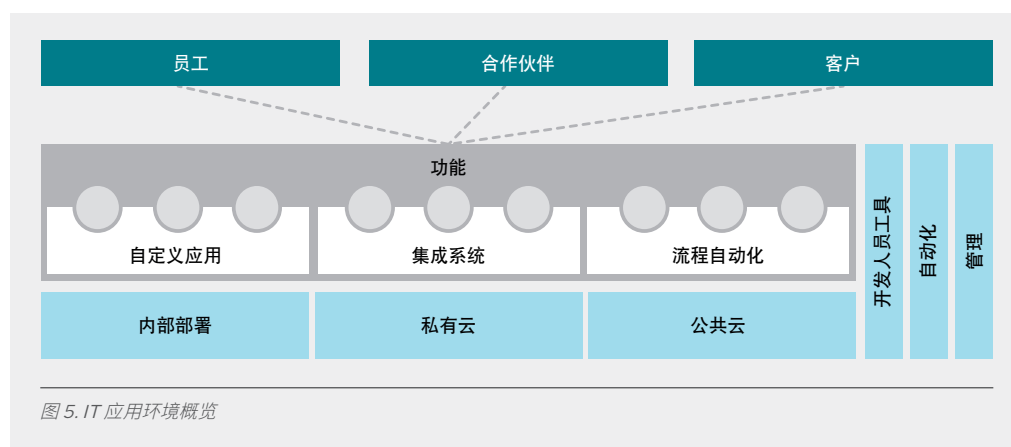 员工
合作伙伴
客户
功能
自定义应用
集成系统
流程自动化
内部部署
私有云
公共云
开发人员工具
自动化
管理
图 5. IT 应用环境概览